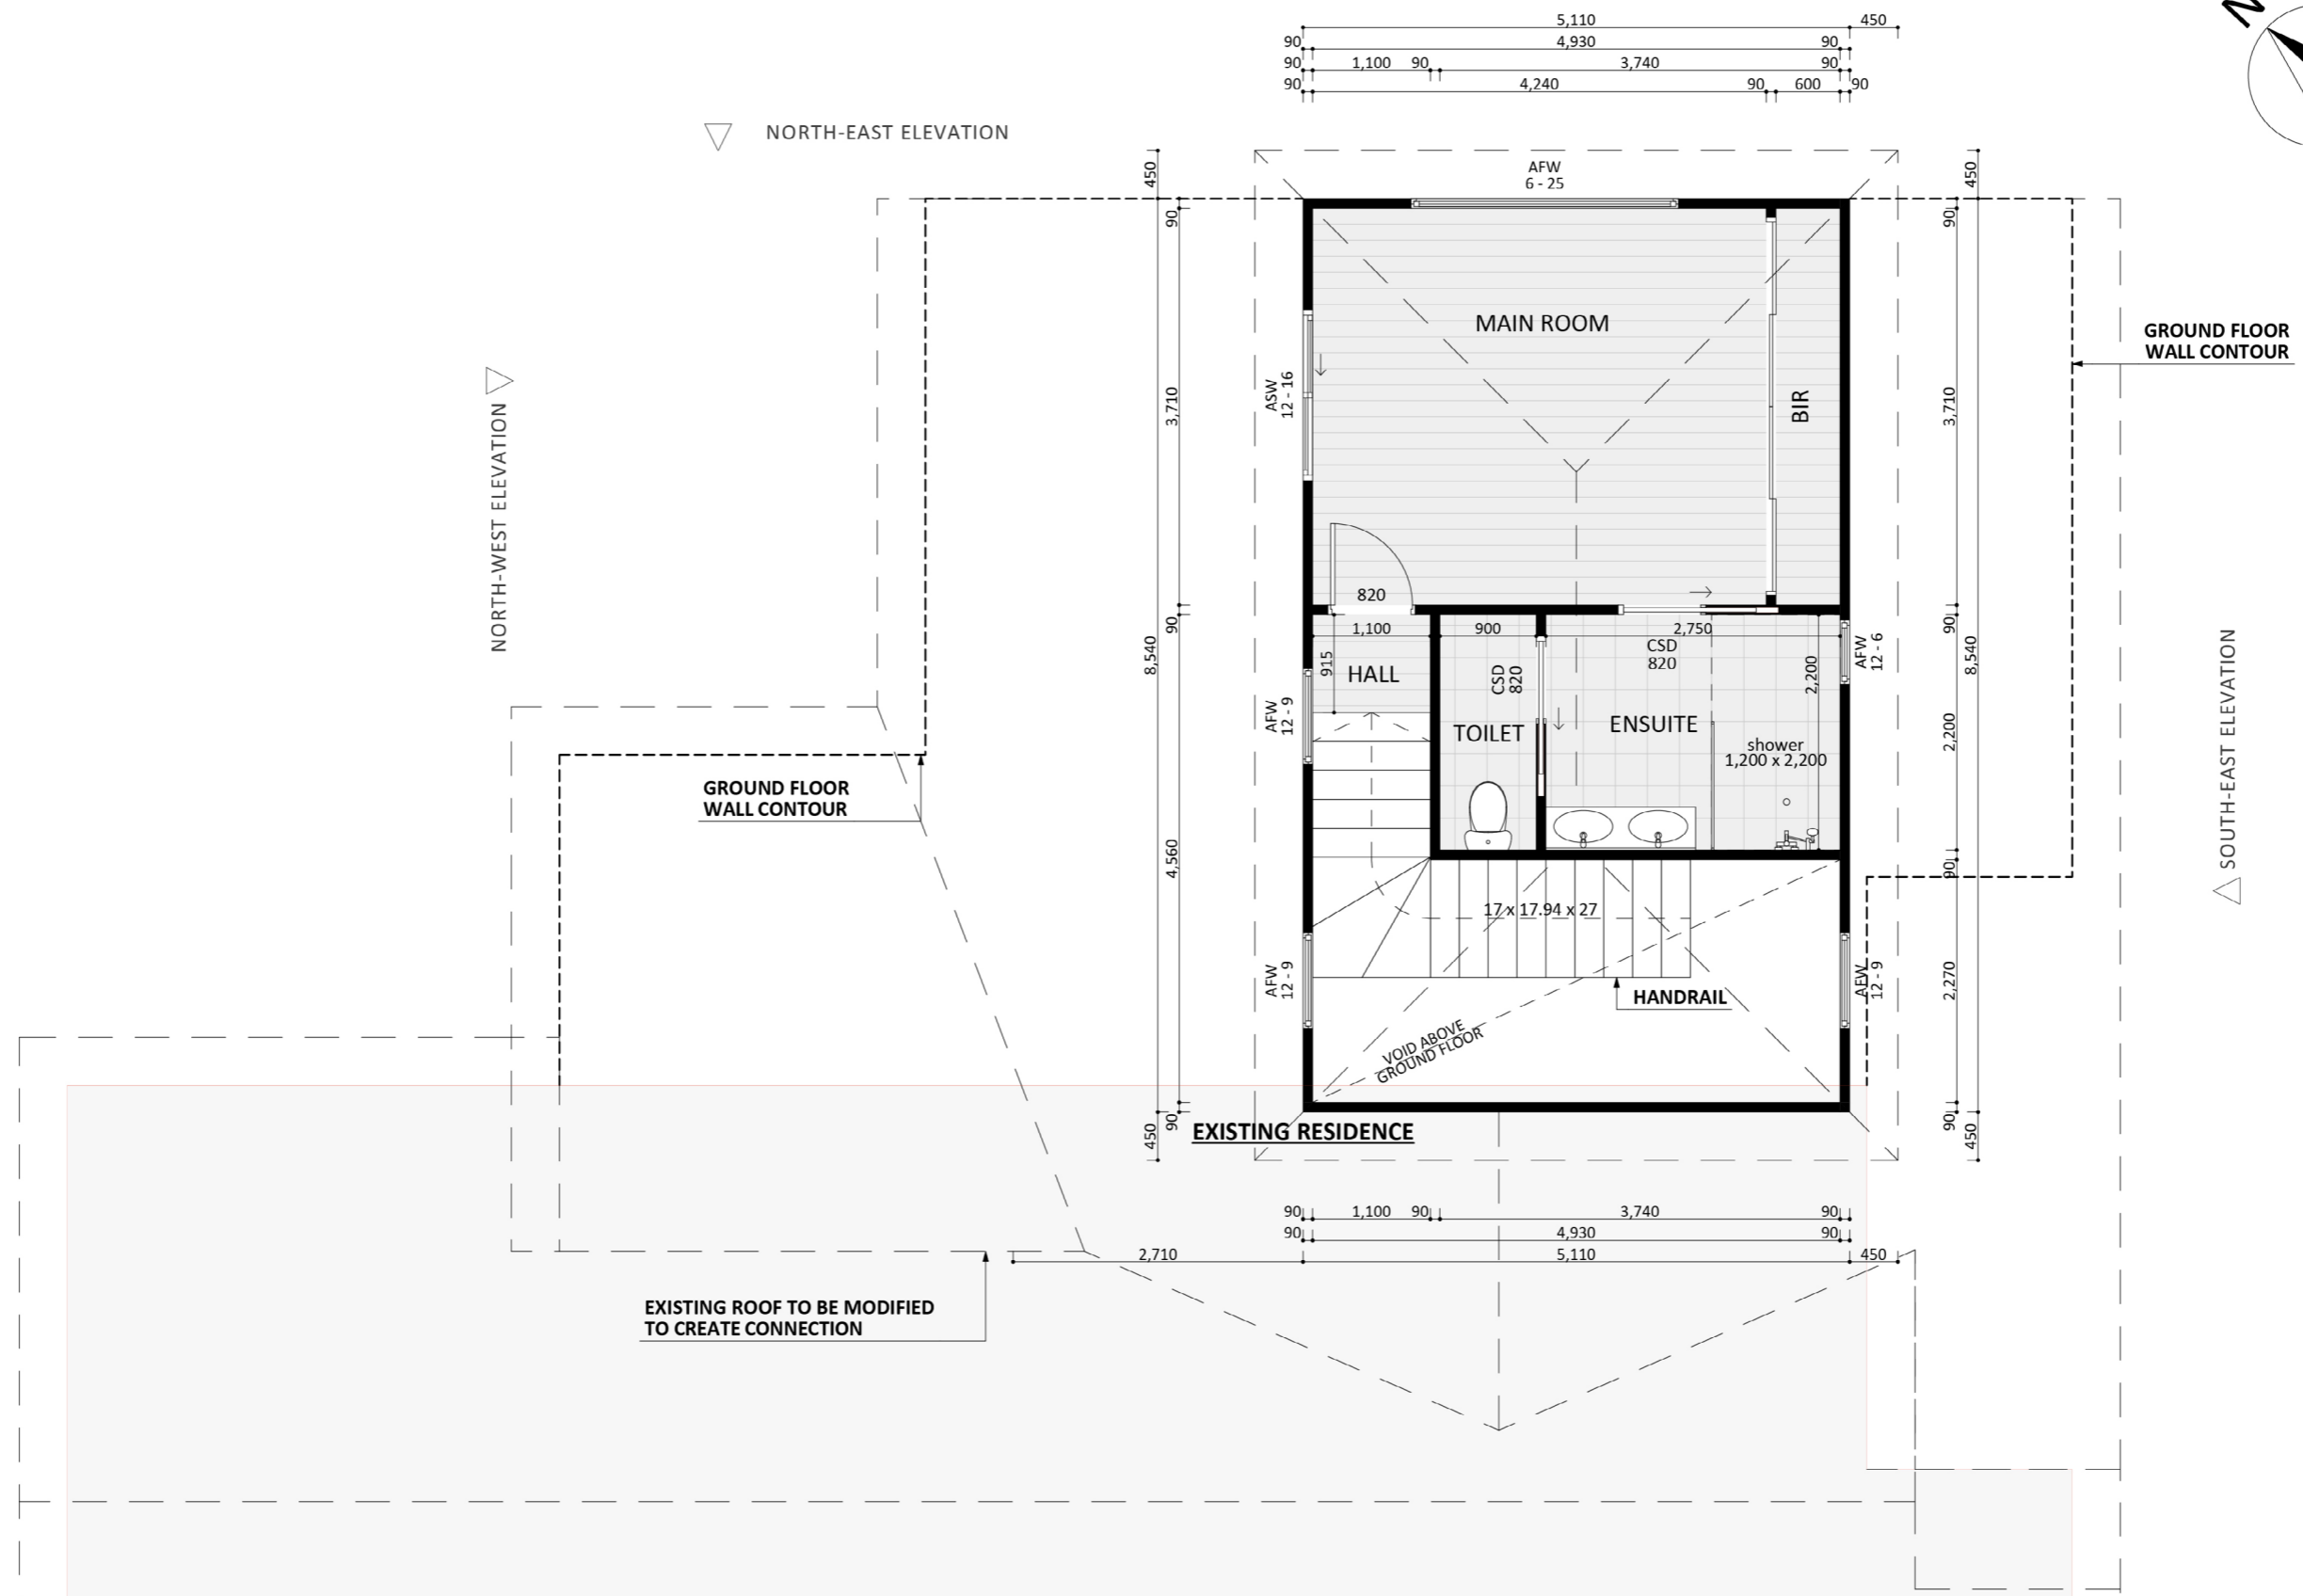 5,110 450
90 4,930 90
90 1,100 90 3,740 90
90 4,240 90 600 90
N
NORTH-EAST ELEVATION
NORTH-WEST ELEVATION
SOUTH-EAST ELEVATION
450
90
3,710
90
8,540
4,560
90
450
AFW
6 - 25
MAIN ROOM
BIR
ASW
12 - 16
820
1,100
915
HALL
900
CSD
820
TOILET
2,750
CSD
820
ENSUITE
2,200
shower
1,200 x 2,200
AFW
12 - 9
AFW
12 - 6
17 x 17.94 x 27
AFW
12 - 9
AFW
12 - 9
HANDRAIL
VOID ABOVE
GROUND FLOOR
450
90
3,710
90
8,540
2,200
90
2,270
90
450
GROUND FLOOR
WALL CONTOUR
GROUND FLOOR
WALL CONTOUR
EXISTING RESIDENCE
90 1,100 90 3,740 90
90 4,930 90
2,710 5,110 450
EXISTING ROOF TO BE MODIFIED
TO CREATE CONNECTION